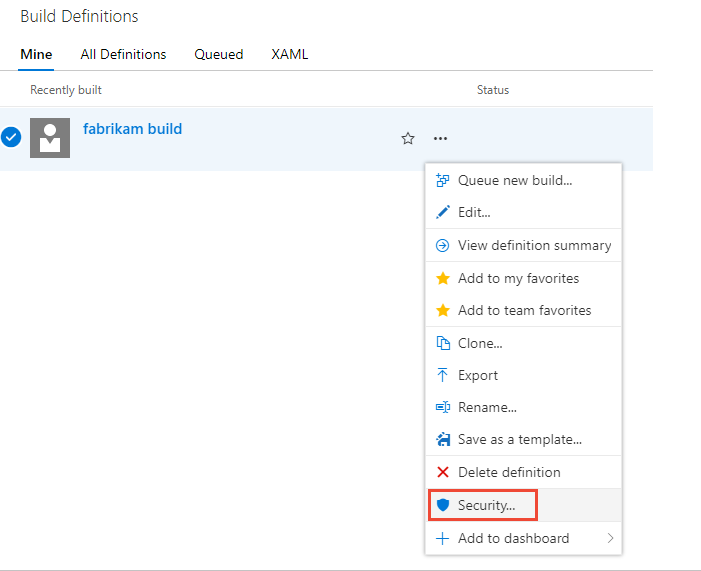 Build Definitions
Mine All Definitions Queued XAML
Recently built Status
fabrikam build
Queue new build...
Edit...
View definition summary
Add to my favorites
Add to team favorites
Clone...
Export
Rename...
Save as a template...
Delete definition
Security...
Add to dashboard